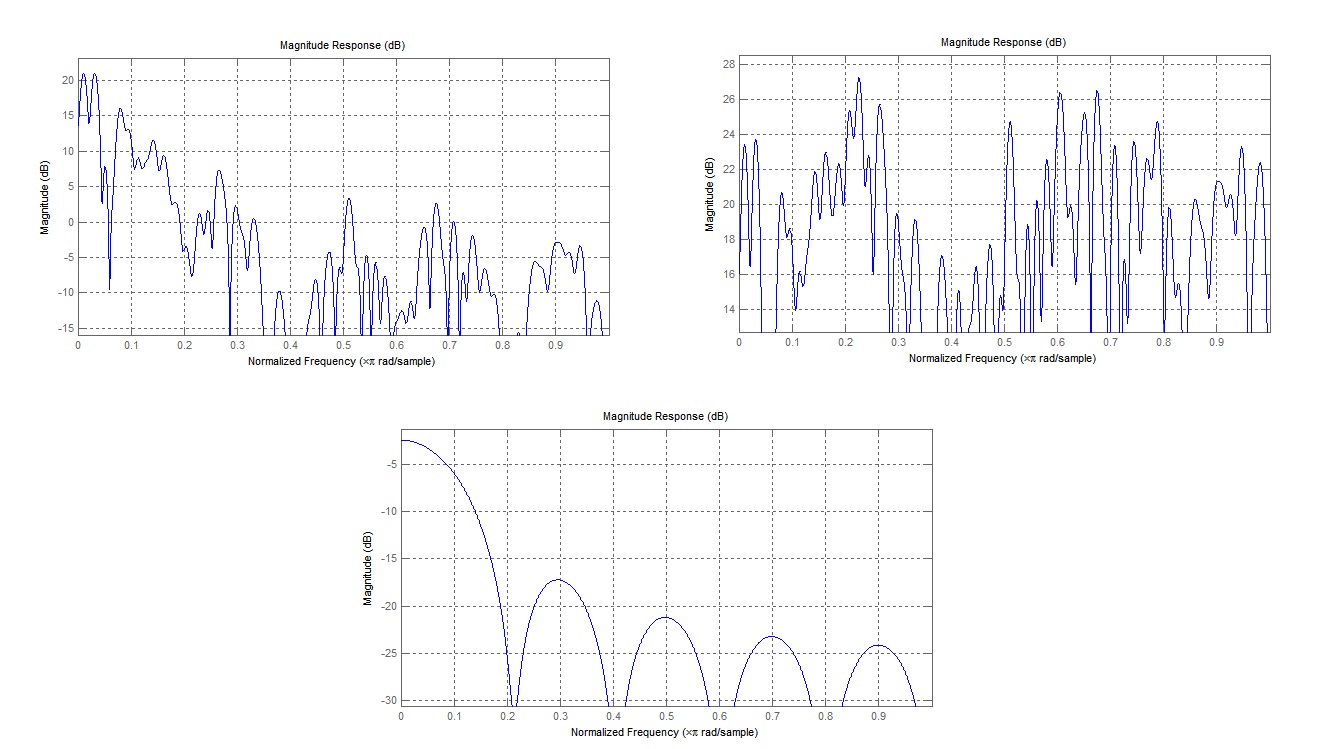 Magnitude Response (dB)
20
15
10
5
0
-5
-10
-15
Magnitude (dB)
0 0.1 0.2 0.3 0.4 0.5 0.6 0.7 0.8 0.9
Normalized Frequency (×π rad/sample)
Magnitude Response (dB)
28
26
24
22
20
18
16
14
Magnitude (dB)
0 0.1 0.2 0.3 0.4 0.5 0.6 0.7 0.8 0.9
Normalized Frequency (×π rad/sample)
Magnitude Response (dB)
-5
-10
-15
-20
-25
-30
Magnitude (dB)
0 0.1 0.2 0.3 0.4 0.5 0.6 0.7 0.8 0.9
Normalized Frequency (×π rad/sample)